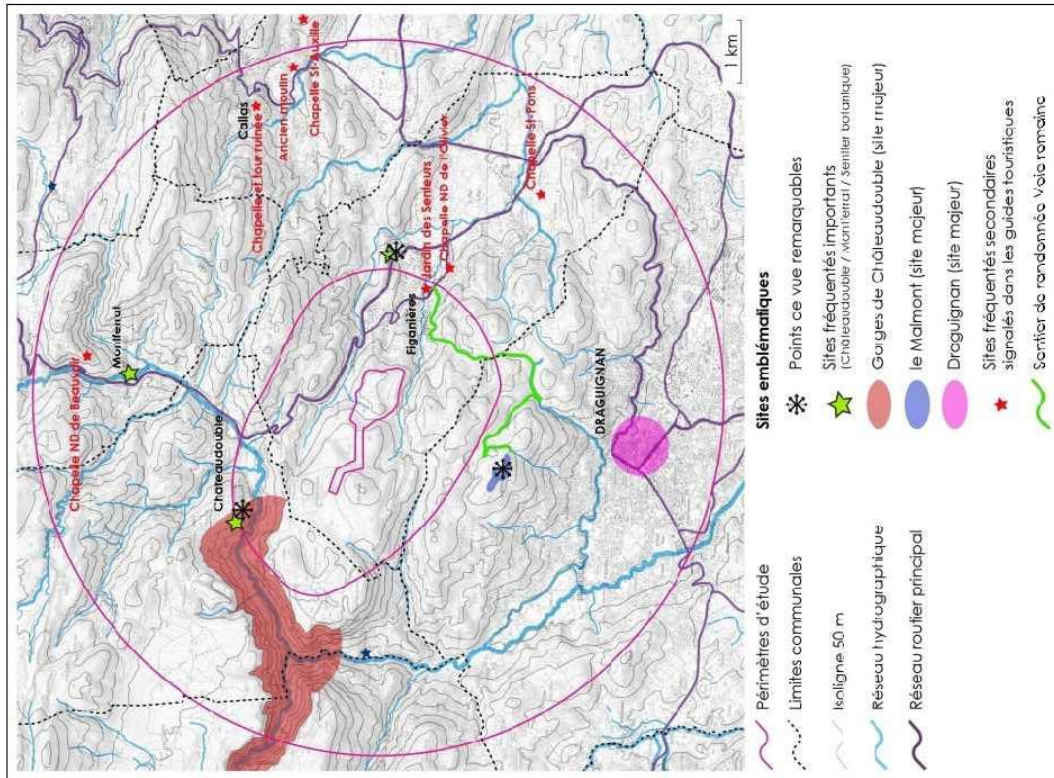 Chapelle ND de Beauvoir
Montferrat
Châteaudouble
Callas
Chapelle et tour ruinée
Ancien moulin
Chapelle St-Auxille
Figanières
Jardin des Senteurs
Chapelle ND de l'Olivier
Chapelle St-Pons
DRAGUIGNAN
1 km
Périmètres d'étude
Limites communales
Isoligne 50 m
Réseau hydrographique
Réseau routier principal
Sites emblématiques
Points de vue remarquables
Sites fréquentés importants
(Châteaudouble / Montferrat / Sentier botanique)
Gorges de Châteaudouble (site majeur)
le Malmont (site majeur)
Draguignan (site majeur)
Sites fréquentés secondaires
signalés dans les guides touristiques
Sentier de randonnée Voie romaine